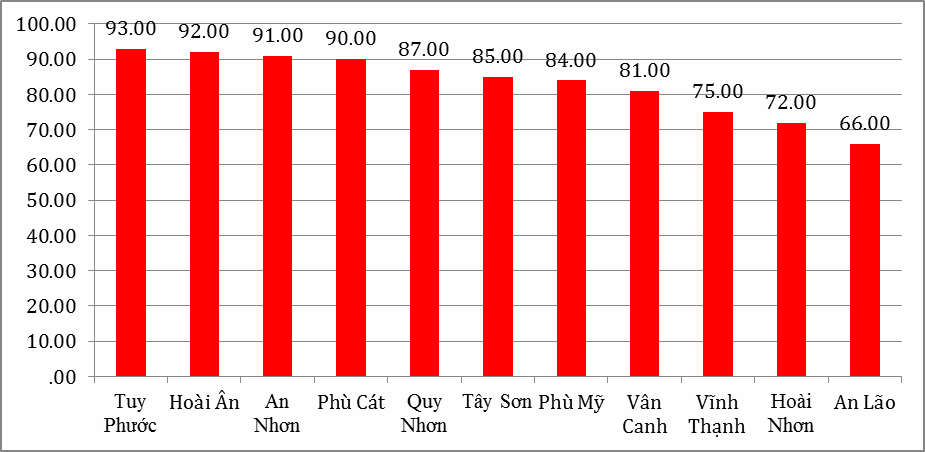 100.00
90.00
80.00
70.00
60.00
50.00
40.00
30.00
20.00
10.00
.00
93.00
92.00
91.00
90.00
87.00
85.00
84.00
81.00
75.00
72.00
66.00
Tuy
Phước
Hoài Ân
An
Nhơn
Phù Cát
Quy
Nhơn
Tây Sơn
Phù Mỹ
Vân
Canh
Vĩnh
Thạnh
Hoài
Nhơn
An Lão